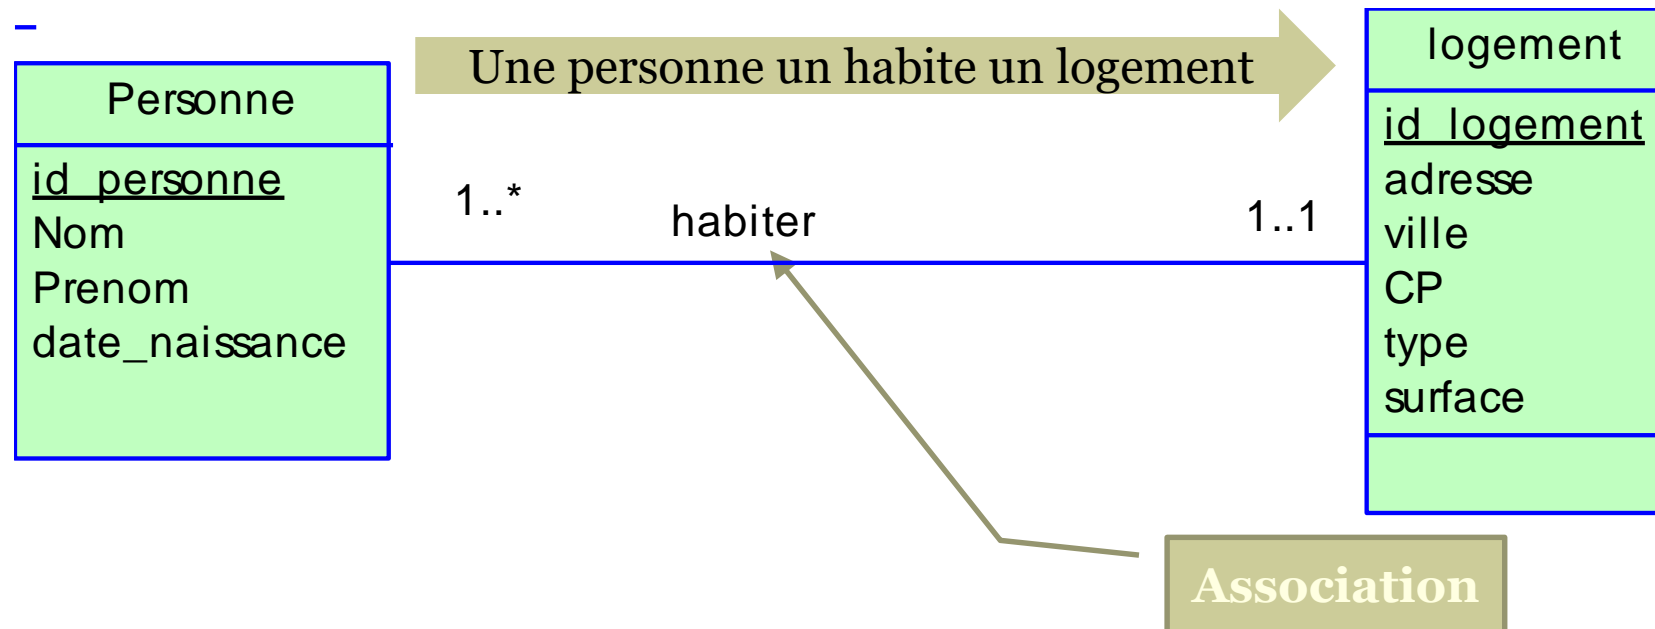 Une personne un habite un logement
Personne
id_personne
Nom
Prenom
date_naissance
1..*
habiter
1..1
logement
id_logement
adresse
ville
CP
type
surface
Association